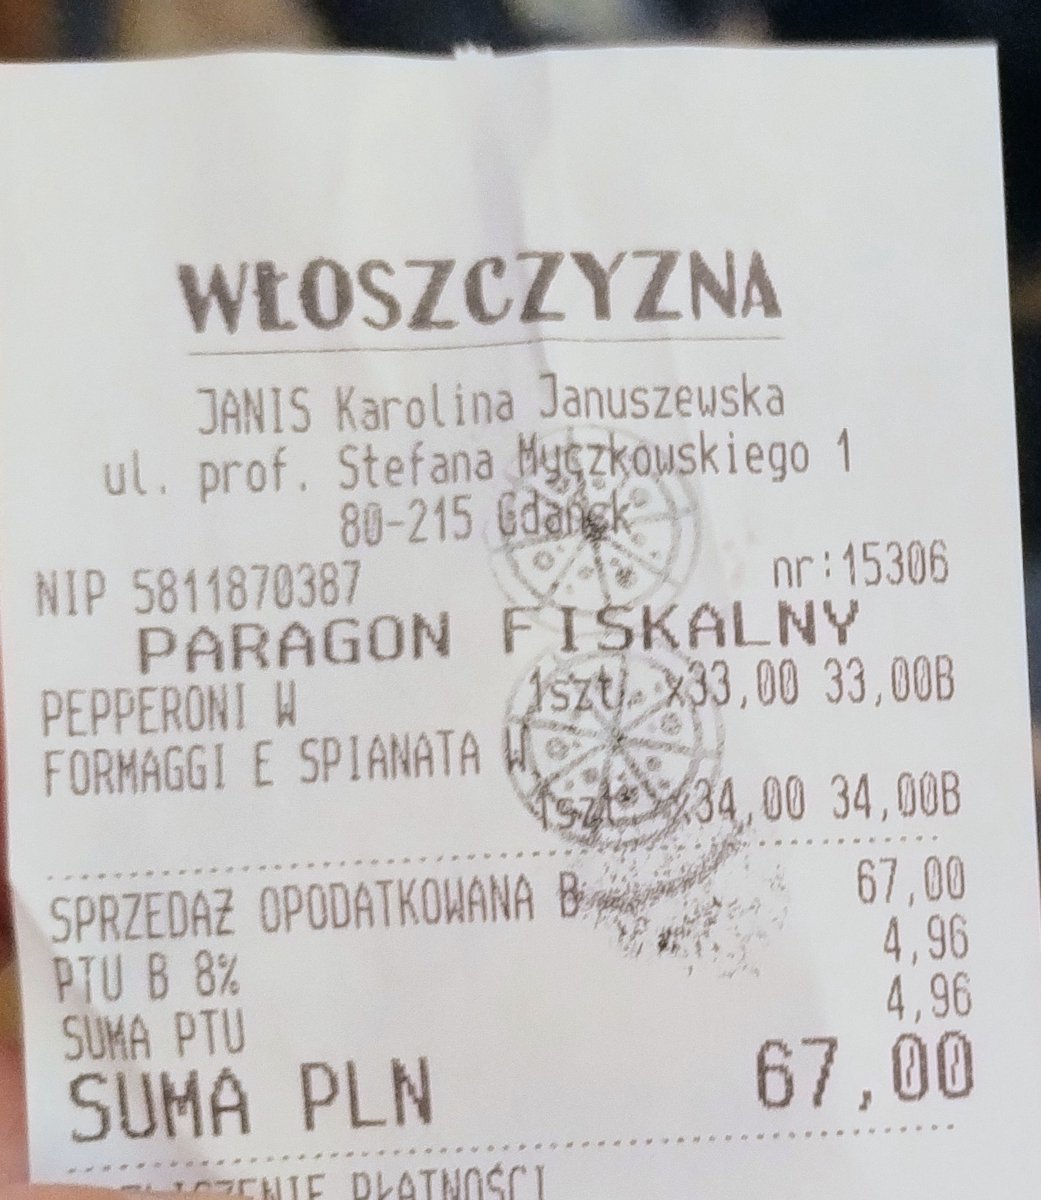 WŁOSZCZYZNA
JANIS Karolina Januszewska
ul. prof. Stefana Myczkowskiego 1
80-215 Gdańsk
NIP 5811870387 nr:15306
PARAGON FISKALNY
PEPPERONI W 1szt. x33,00 33,00B
FORMAGGI E SPIANATA W
1szt. x34,00 34,00B
SPRZEDAŻ OPODATKOWANA B 67,00
PTU B 8% 4,96
SUMA PTU 4,96
SUMA PLN 67,00
PŁATNOŚCI